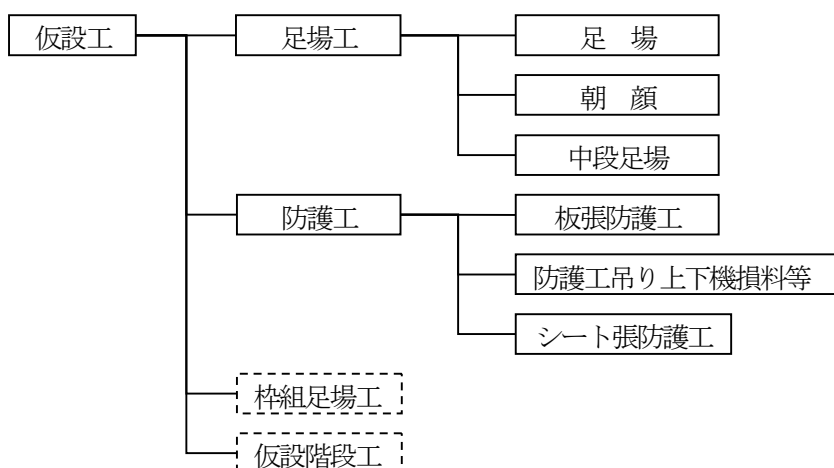 仮設工
足場工
足　場
朝　顔
中段足場
防護工
板張防護工
防護工吊り上下機損料等
シート張防護工
枠組足場工
仮設階段工